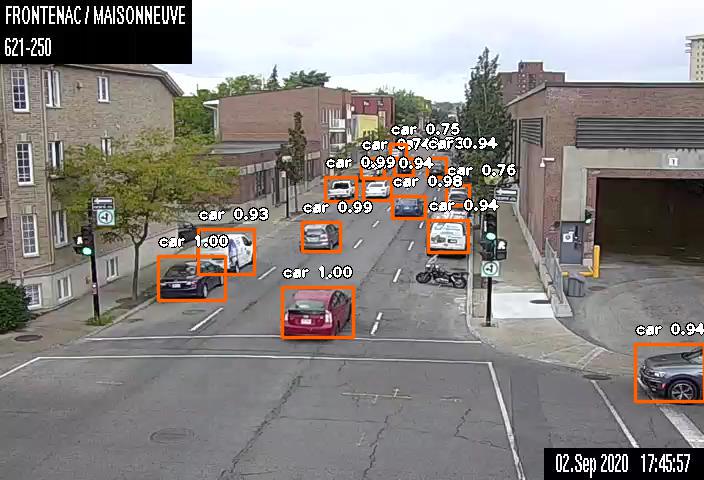 FRONTENAC / MAISONNEUVE
621-250
car 0.75
car 0.94
car 0.99
0.94
car 0.98
car 0.76
car 0.93
car 0.99
car 0.94
car 1.00
car 1.00
car 0.94
02.Sep 2020 17:45:57